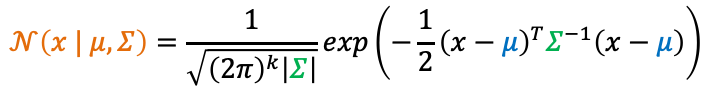 𝒩(x | μ, Σ) = 1 / √((2π)ᵏ|Σ|) exp(−1/2 (x − μ)ᵀ Σ⁻¹ (x − μ))